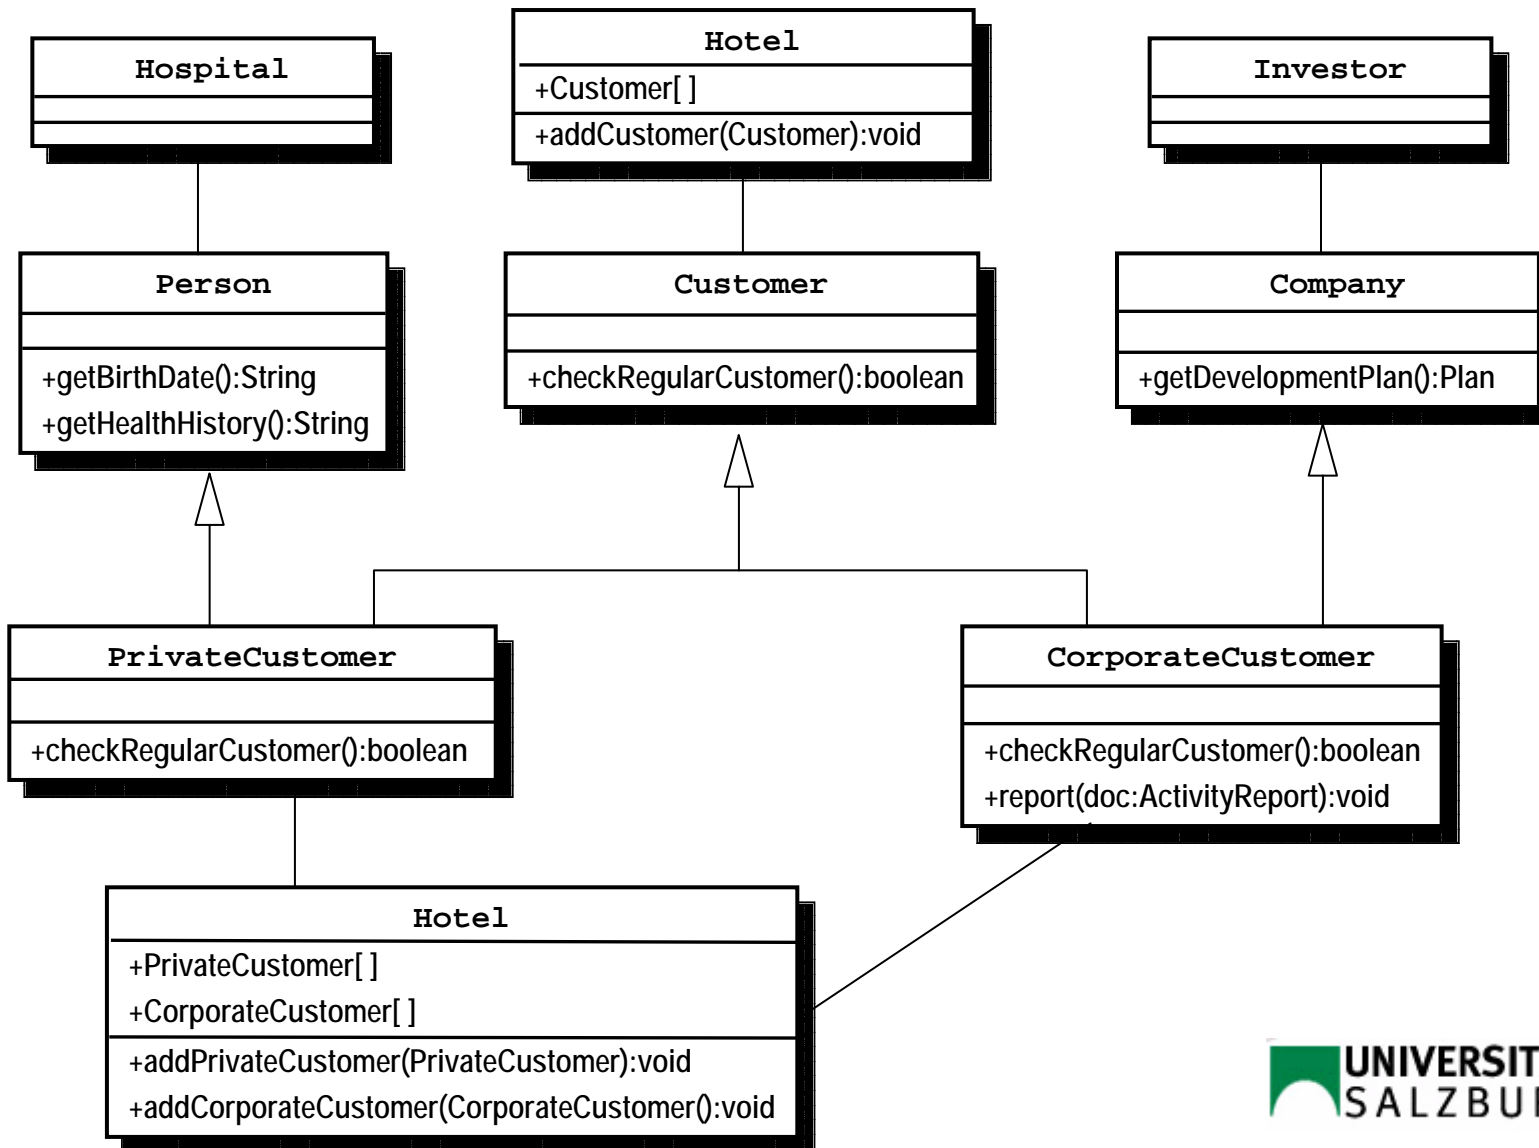 Hospital
Hotel
+Customer[ ]
+addCustomer(Customer):void
Investor
Person
+getBirthDate():String
+getHealthHistory():String
Customer
+checkRegularCustomer():boolean
Company
+getDevelopmentPlan():Plan
PrivateCustomer
+checkRegularCustomer():boolean
CorporateCustomer
+checkRegularCustomer():boolean
+report(doc:ActivityReport):void
Hotel
+PrivateCustomer[ ]
+CorporateCustomer[ ]
+addPrivateCustomer(PrivateCustomer):void
+addCorporateCustomer(CorporateCustomer():void
UNIVERSIT
SALZBU